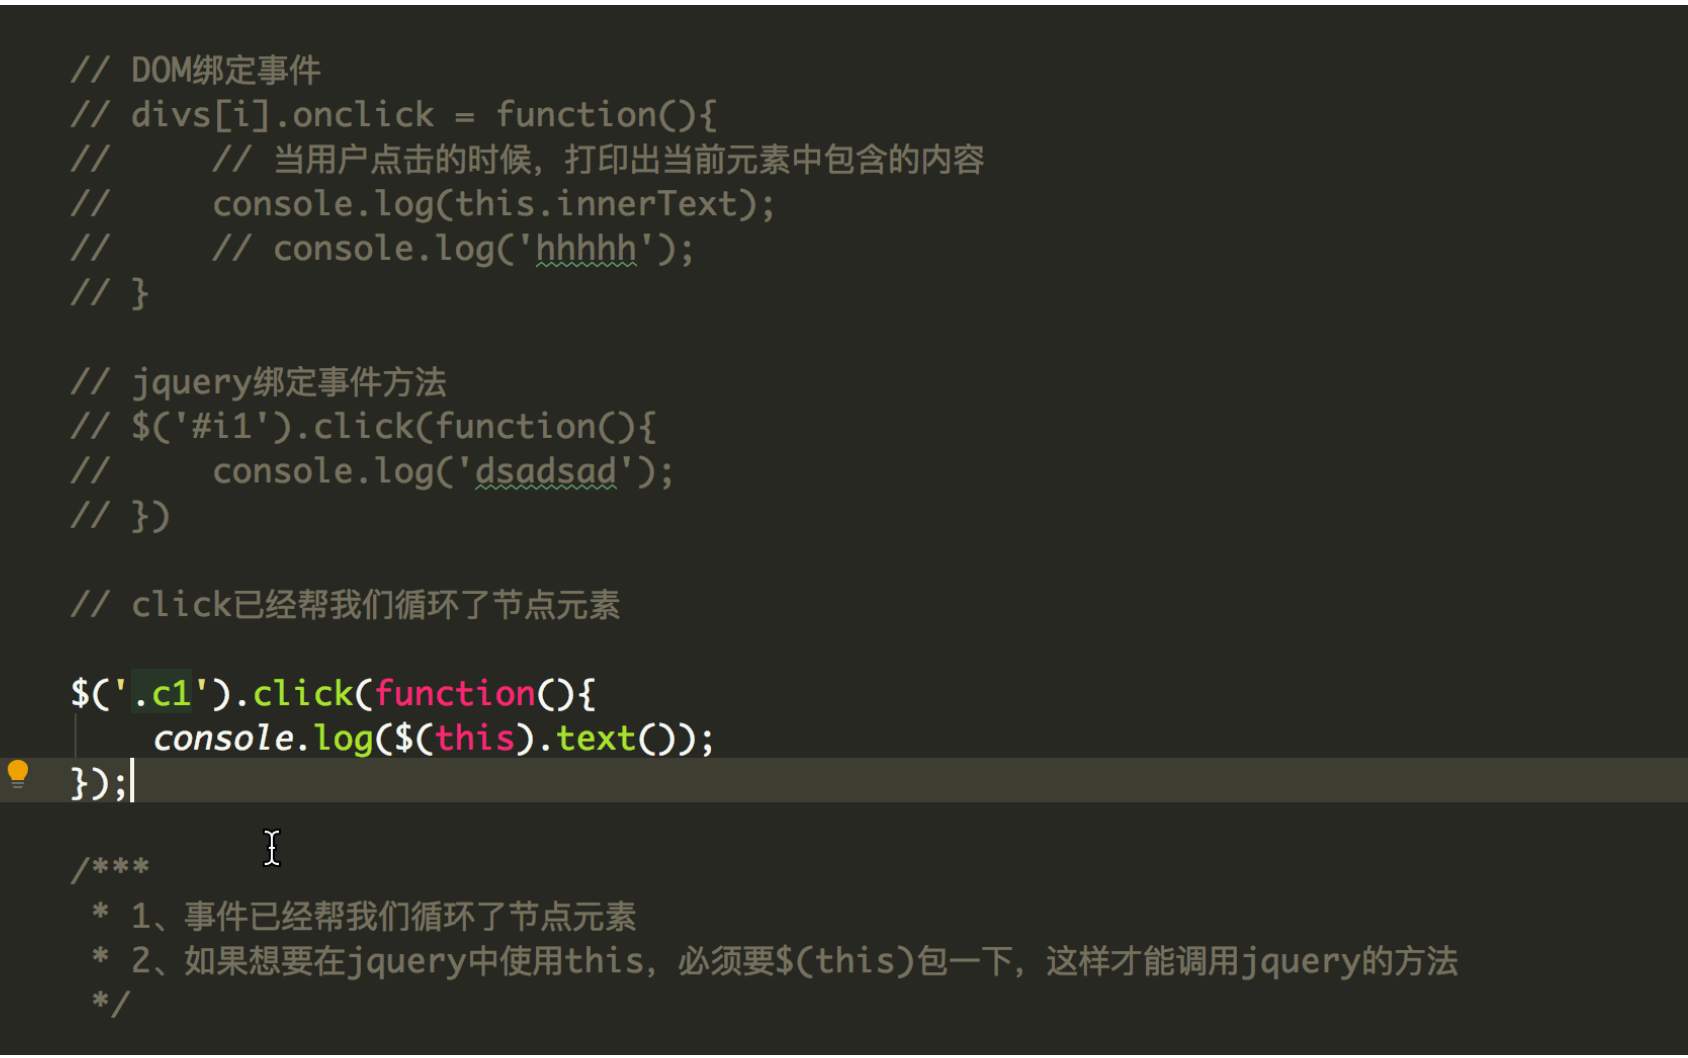 // DOM绑定事件
// divs[i].onclick = function(){
//     // 当用户点击的时候，打印出当前元素中包含的内容
//     console.log(this.innerText);
//     // console.log('hhhhh');
// }
// jquery绑定事件方法
// $('#i1').click(function(){
//     console.log('dsadsad');
// })
// click已经帮我们循环了节点元素
$('.c1').click(function(){
    console.log($(this).text());
});
/***
 * 1、事件已经帮我们循环了节点元素
 * 2、如果想要在jquery中使用this，必须要$(this)包一下，这样才能调用jquery的方法
 */